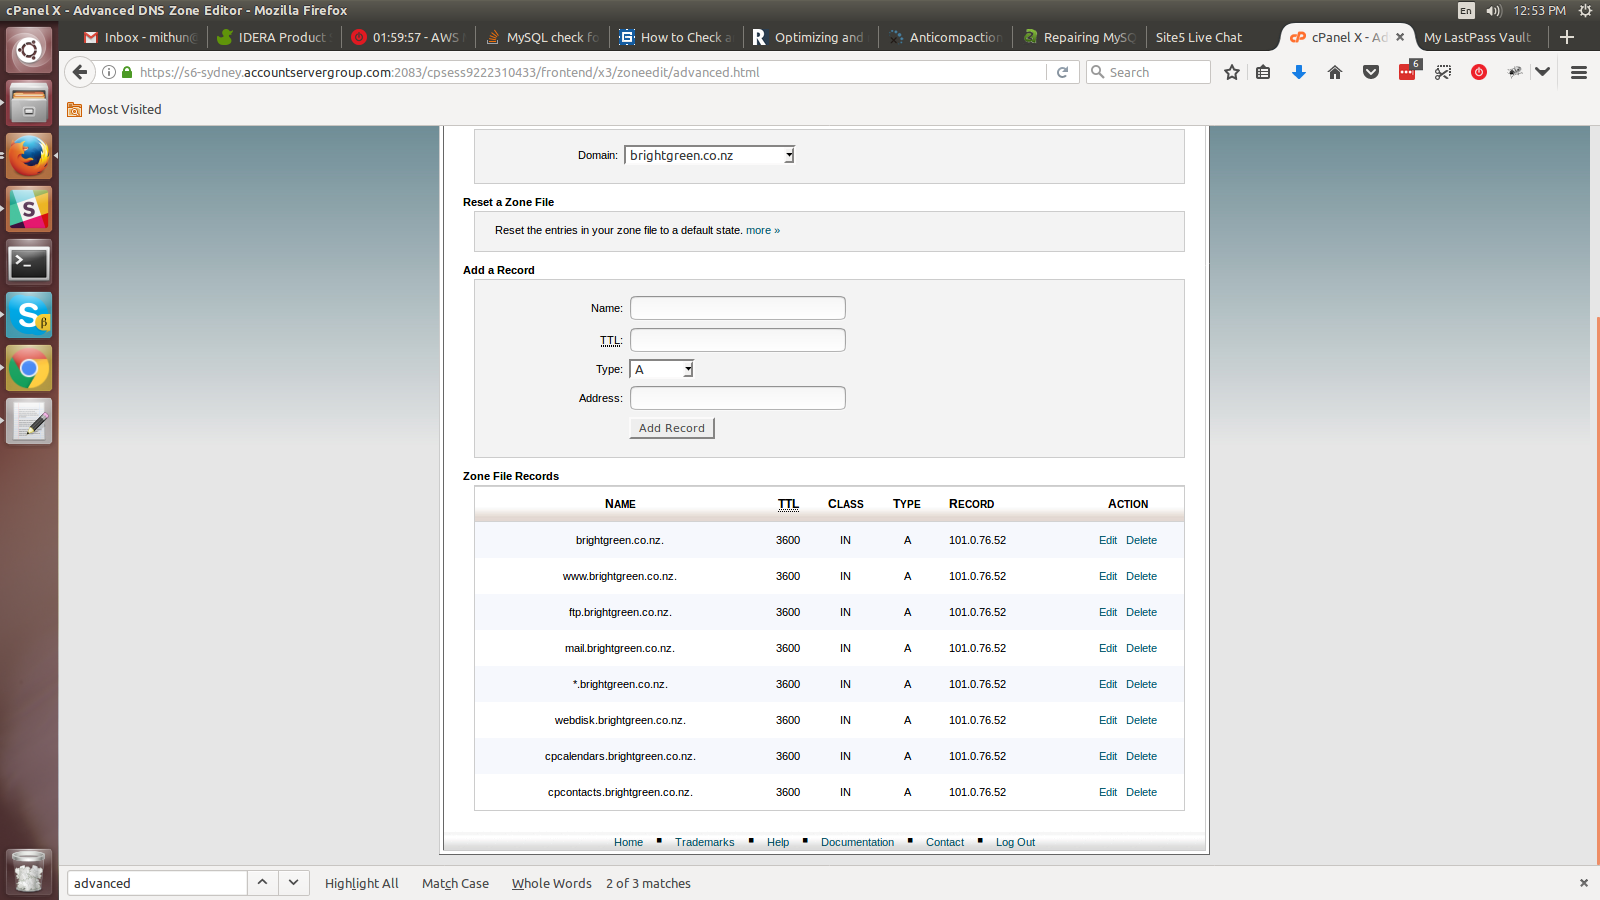 cPanel X - Advanced DNS Zone Editor - Mozilla Firefox
En
12:53 PM
Inbox - mithun@
IDERA Product
01:59:57 - AWS
MySQL check fo
How to Check a
Optimizing and
Anticompaction
Repairing MySQ
Site5 Live Chat
cPanel X - Ad
My LastPass Vault
https://s6-sydney.accountservergroup.com:2083/cpsess9222310433/frontend/x3/zoneedit/advanced.html
Search
6
Most Visited
Domain: brightgreen.co.nz
Reset a Zone File
Reset the entries in your zone file to a default state. more »
Add a Record
Name:
TTL:
Type: A
Address:
Add Record
Zone File Records
NAME TTL CLASS TYPE RECORD ACTION
brightgreen.co.nz. 3600 IN A 101.0.76.52 Edit Delete
www.brightgreen.co.nz. 3600 IN A 101.0.76.52 Edit Delete
ftp.brightgreen.co.nz. 3600 IN A 101.0.76.52 Edit Delete
mail.brightgreen.co.nz. 3600 IN A 101.0.76.52 Edit Delete
*.brightgreen.co.nz. 3600 IN A 101.0.76.52 Edit Delete
webdisk.brightgreen.co.nz. 3600 IN A 101.0.76.52 Edit Delete
cpcalendars.brightgreen.co.nz. 3600 IN A 101.0.76.52 Edit Delete
cpcontacts.brightgreen.co.nz. 3600 IN A 101.0.76.52 Edit Delete
Home ▪ Trademarks ▪ Help ▪ Documentation ▪ Contact ▪ Log Out
advanced
Highlight All
Match Case
Whole Words
2 of 3 matches